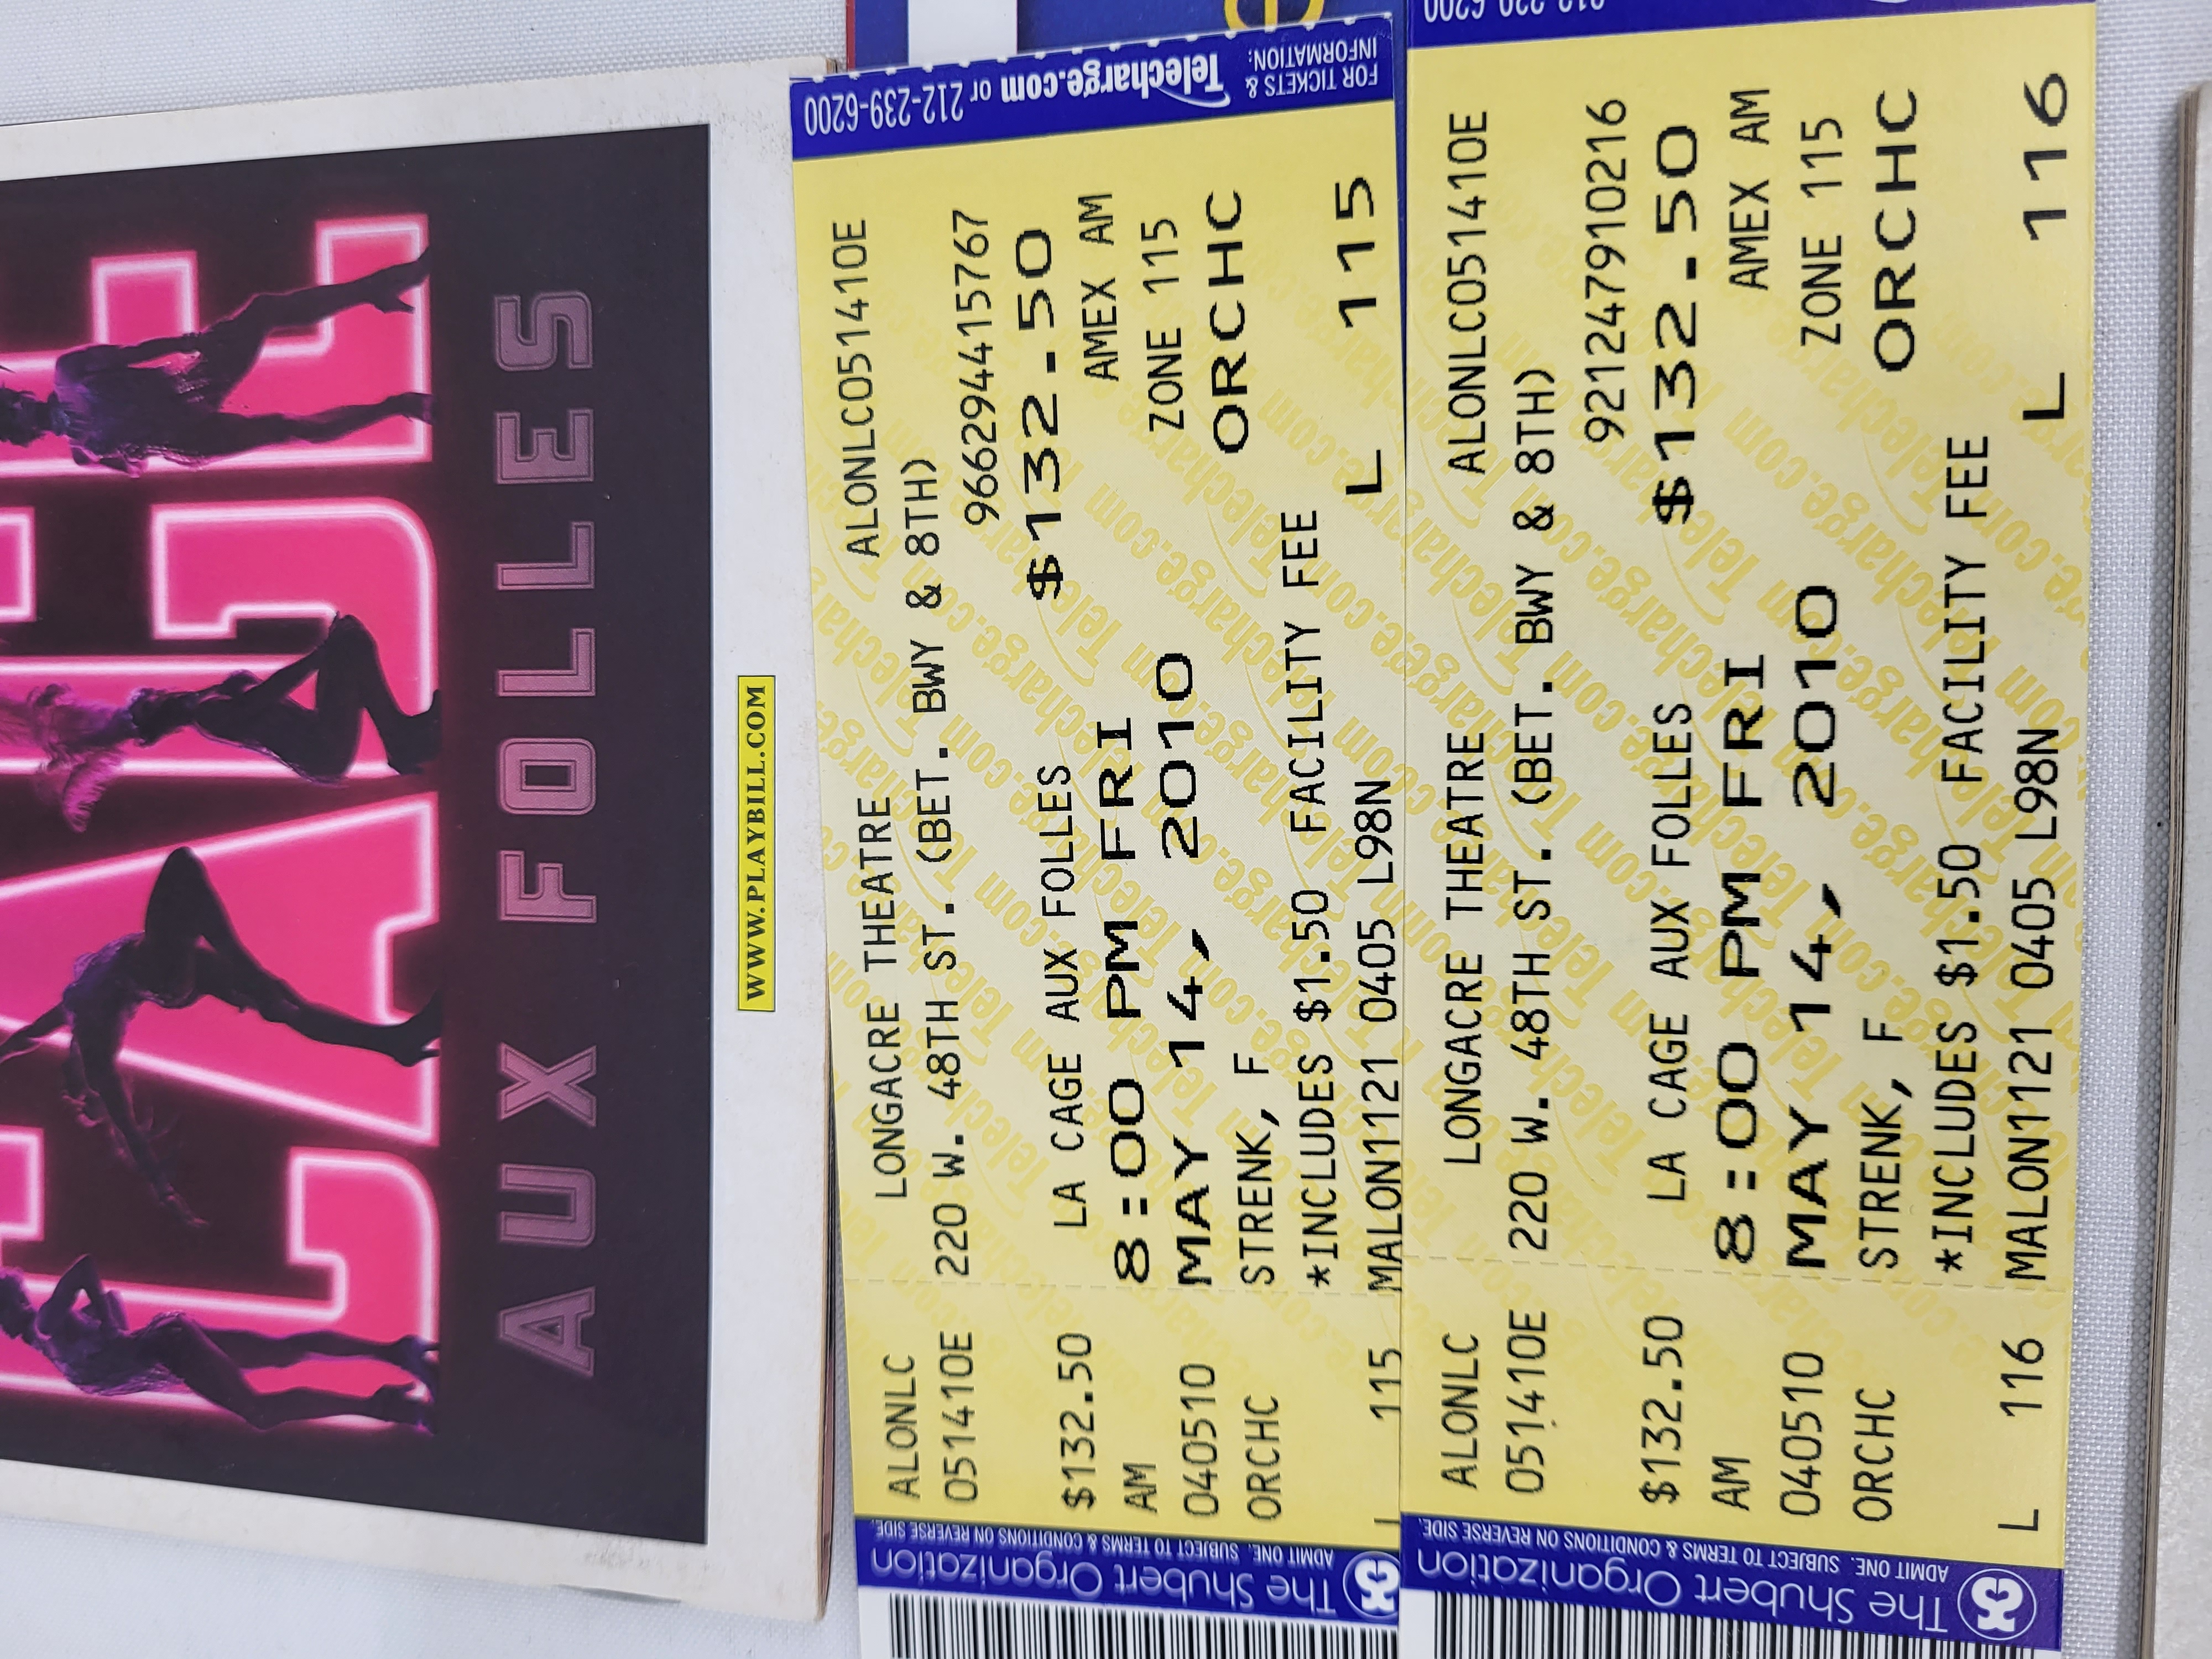 CAGE
AUX FOLLES
WWW.PLAYBILL.COM
FOR TICKETS &
INFORMATION:
Telecharge.com or 212-239-6200
LONGACRE THEATRE ALONLC051410E
220 W. 48TH ST.(BET. BWY & 8TH)
9662944157​67
LA CAGE AUX FOLLES $132.50
8:00 PM FRI AMEX AM
MAY 14, 2010 ZONE 115
STRENK, F ORCHC
*INCLUDES $1.50 FACILITY FEE
MALON1121 0405 L98N L 115
ALONLC
051410E
$132.50
AM
040510
ORCHC
L 115
ADMIT ONE. SUBJECT TO TERMS & CONDITIONS ON REVERSE SIDE.
The Shubert Organization
212-239-6200
LONGACRE THEATRE ALONLC051410E
220 W. 48TH ST.(BET. BWY & 8TH)
921247910216
LA CAGE AUX FOLLES $132.50
8:00 PM FRI AMEX AM
MAY 14, 2010 ZONE 115
STRENK, F ORCHC
*INCLUDES $1.50 FACILITY FEE
MALON1121 0405 L98N L 116
ALONLC
051410E
$132.50
AM
040510
ORCHC
L 116
ADMIT ONE. SUBJECT TO TERMS & CONDITIONS ON REVERSE SIDE.
The Shubert Organization